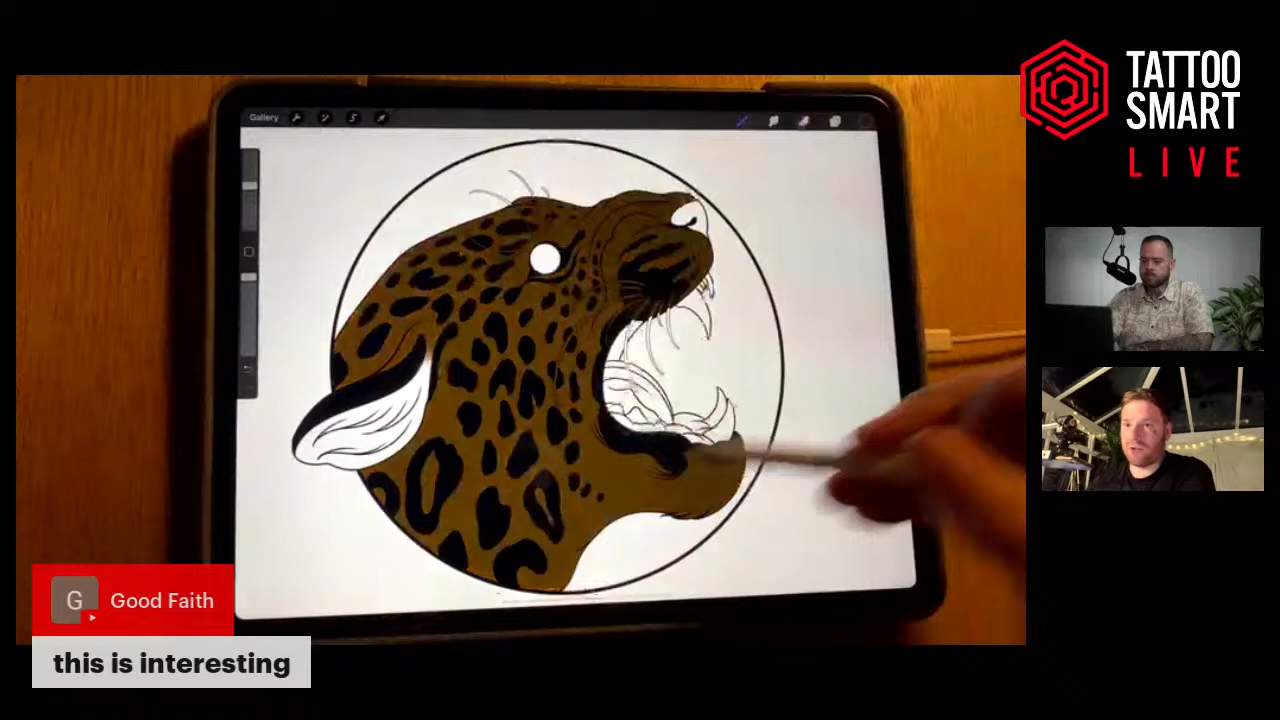 TATTOO
SMART
LIVE
Gallery
G
Good Faith
this is interesting